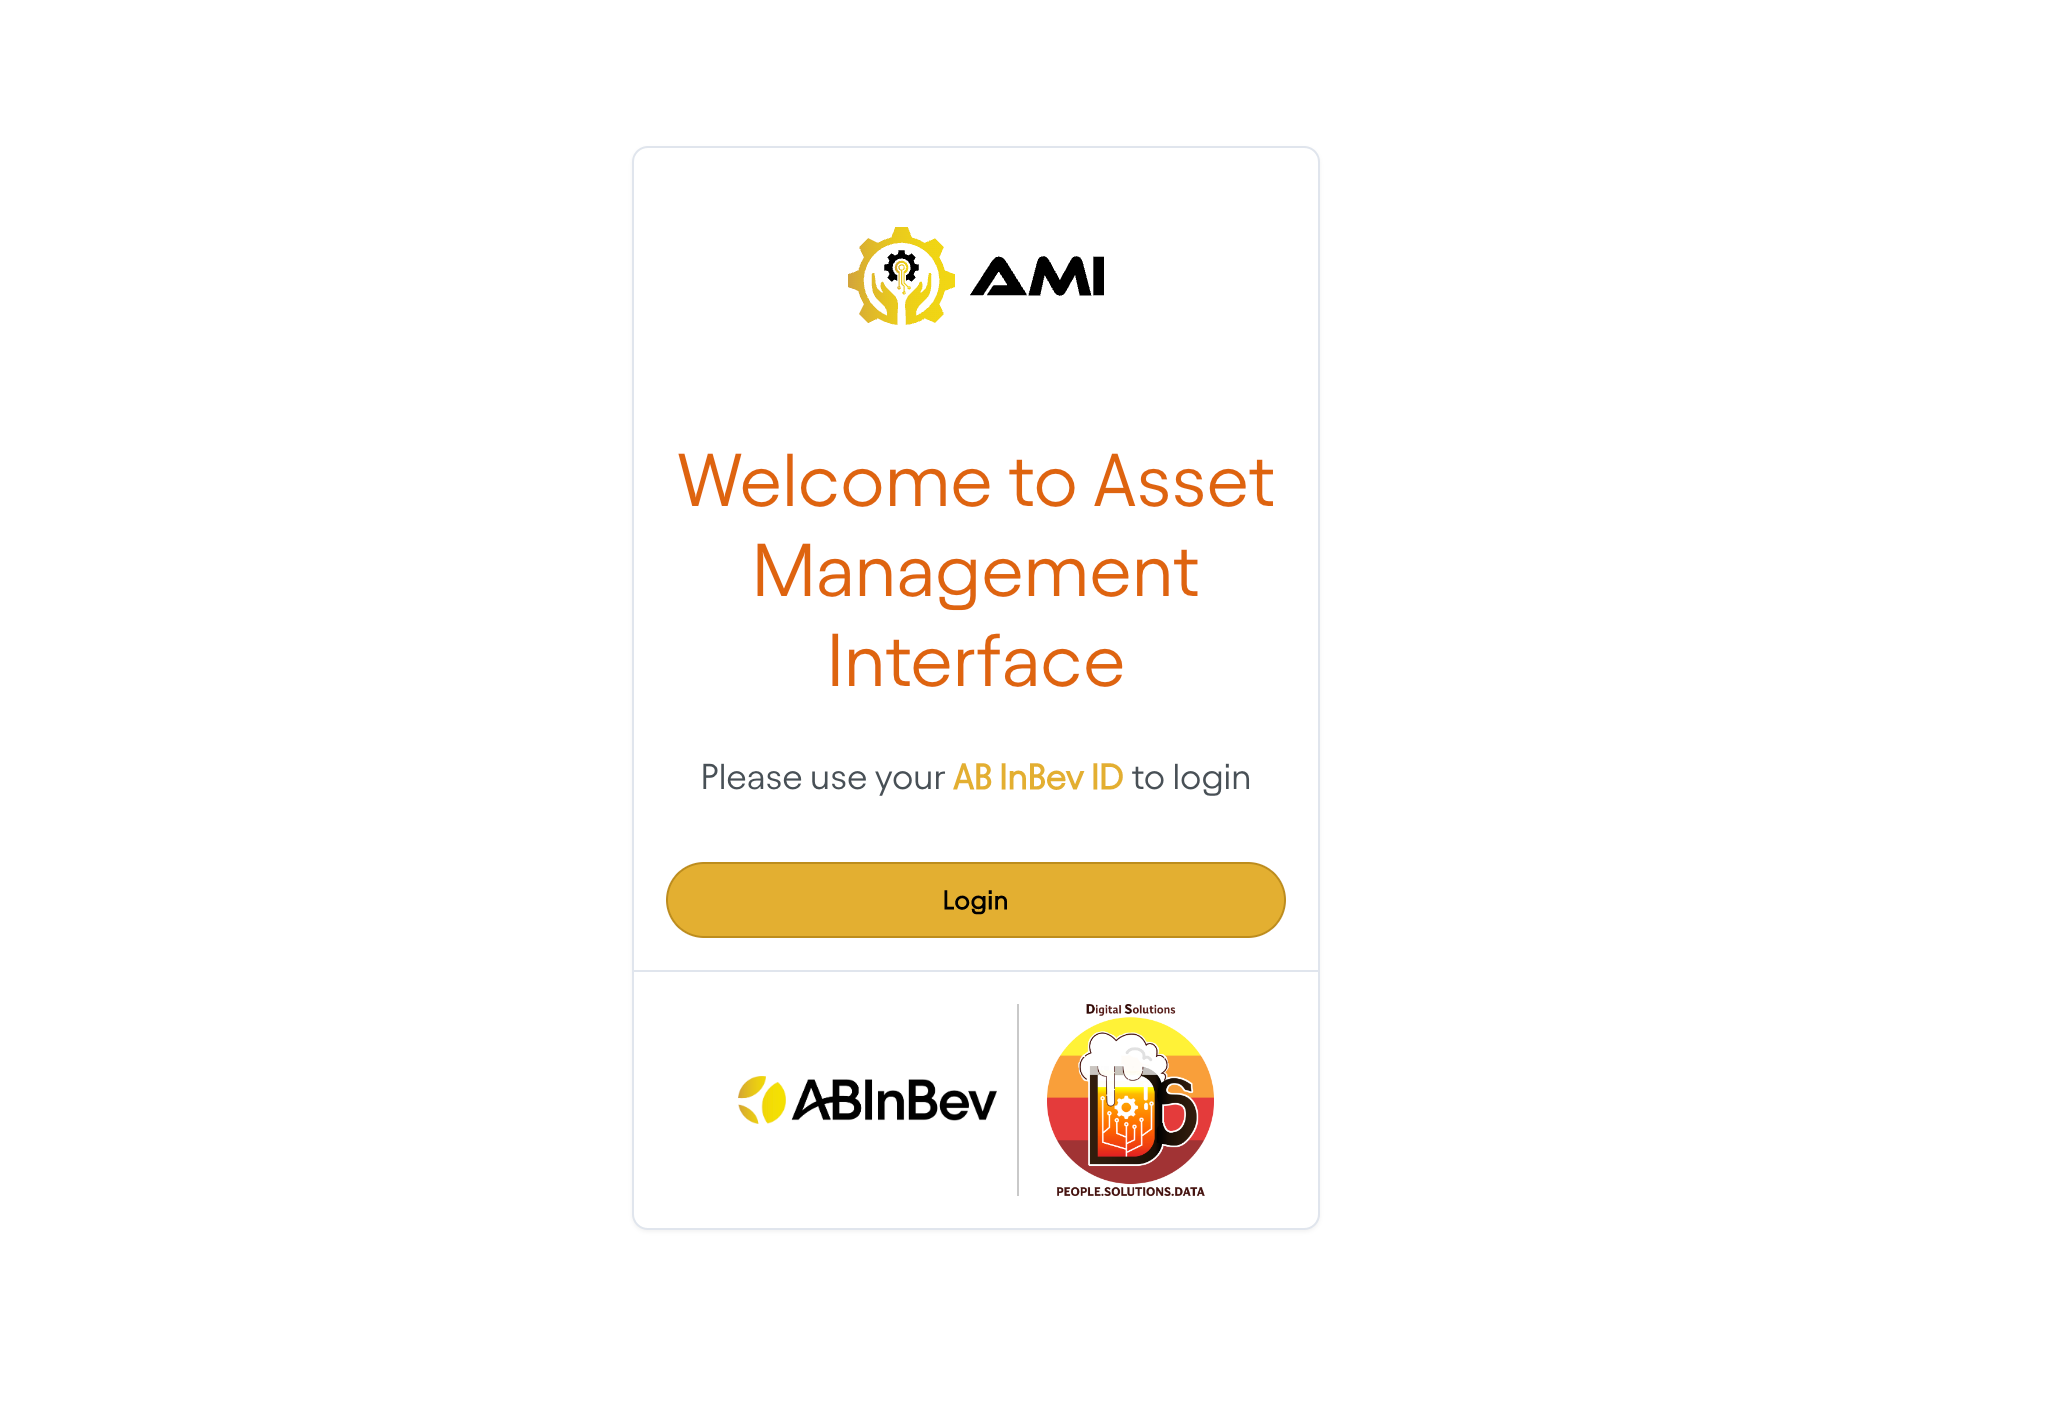 AMI
Welcome to Asset
Management
Interface
Please use your AB InBev ID to login
Login
ABInBev
Digital Solutions
DS
PEOPLE.SOLUTIONS.DATA